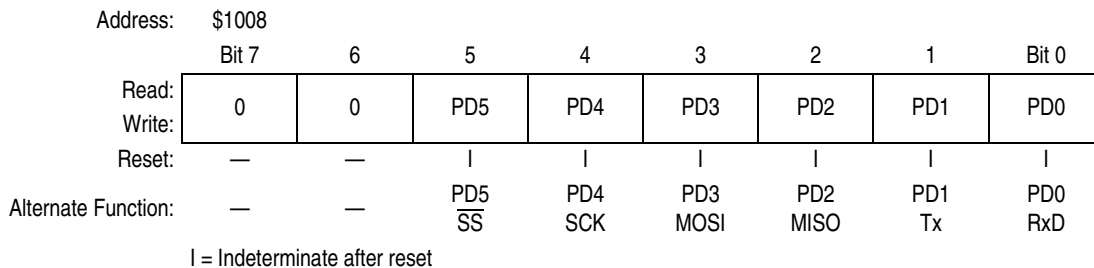 Address: $1008
Bit 7 6 5 4 3 2 1 Bit 0
Read:
0 0 PD5 PD4 PD3 PD2 PD1 PD0
Write:
Reset: — — I I I I I I
PD5 PD4 PD3 PD2 PD1 PD0
Alternate Function: — —
SS SCK MOSI MISO Tx RxD
I = Indeterminate after reset